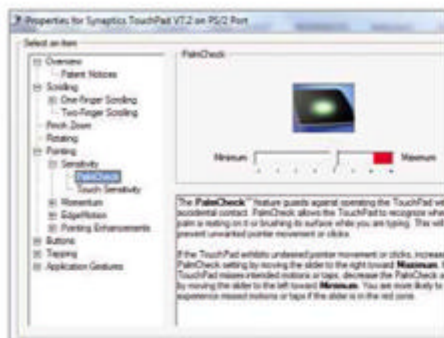 Properties for Synaptics TouchPad V7.2 on PS/2 Port
Select an item
Overview
Patent Notices
Scrolling
One-Finger Scrolling
Two-Finger Scrolling
Pinch Zoom
Rotating
Pointing
Sensitivity
PalmCheck
Touch Sensitivity
Momentum
EdgeMotion
Pointing Enhancements
Buttons
Tapping
Application Gestures
PalmCheck
Minimum
Maximum
The PalmCheck™ feature guards against operating the TouchPad wi
accidental contact. PalmCheck allows the TouchPad to recognize whe
palm is resting on it or brushing its surface while you are typing. This will
prevent unwanted pointer movement or clicks.
If the TouchPad exhibits undesired pointer movement or clicks, increase
PalmCheck setting by moving the slider to the right toward Maximum.
TouchPad misses intended motions or taps, decrease the PalmCheck s
by moving the slider to the left toward Minimum. You are more likely to
experience missed motions or taps if the slider is in the red zone.